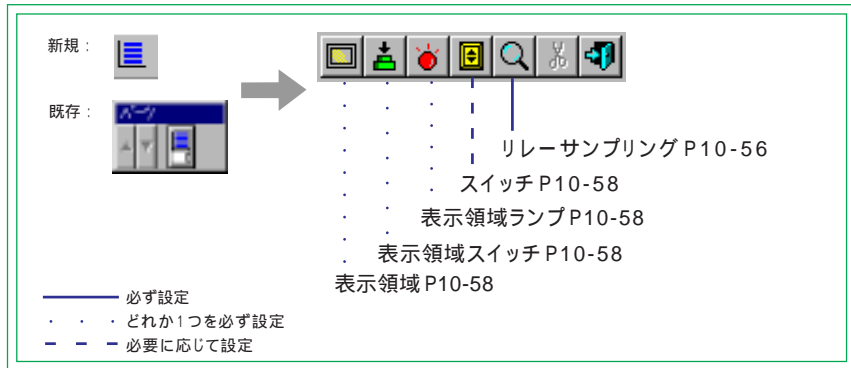 新規：
既存：
パーツ
リレーサンプリング P10-56
スイッチ P10-58
表示領域ランプ P10-58
表示領域スイッチ P10-58
表示領域 P10-58
必ず設定
どれか1つを必ず設定
必要に応じて設定